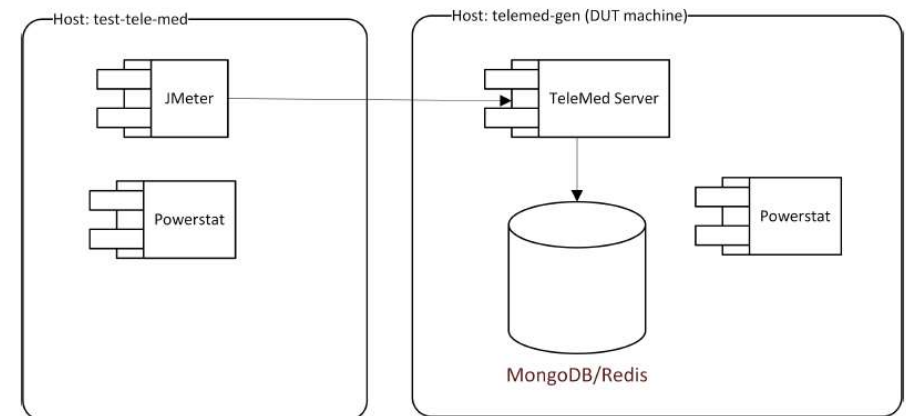 Host: test-tele-med
JMeter
Powerstat
Host: telemed-gen (DUT machine)
TeleMed Server
Powerstat
MongoDB/Redis